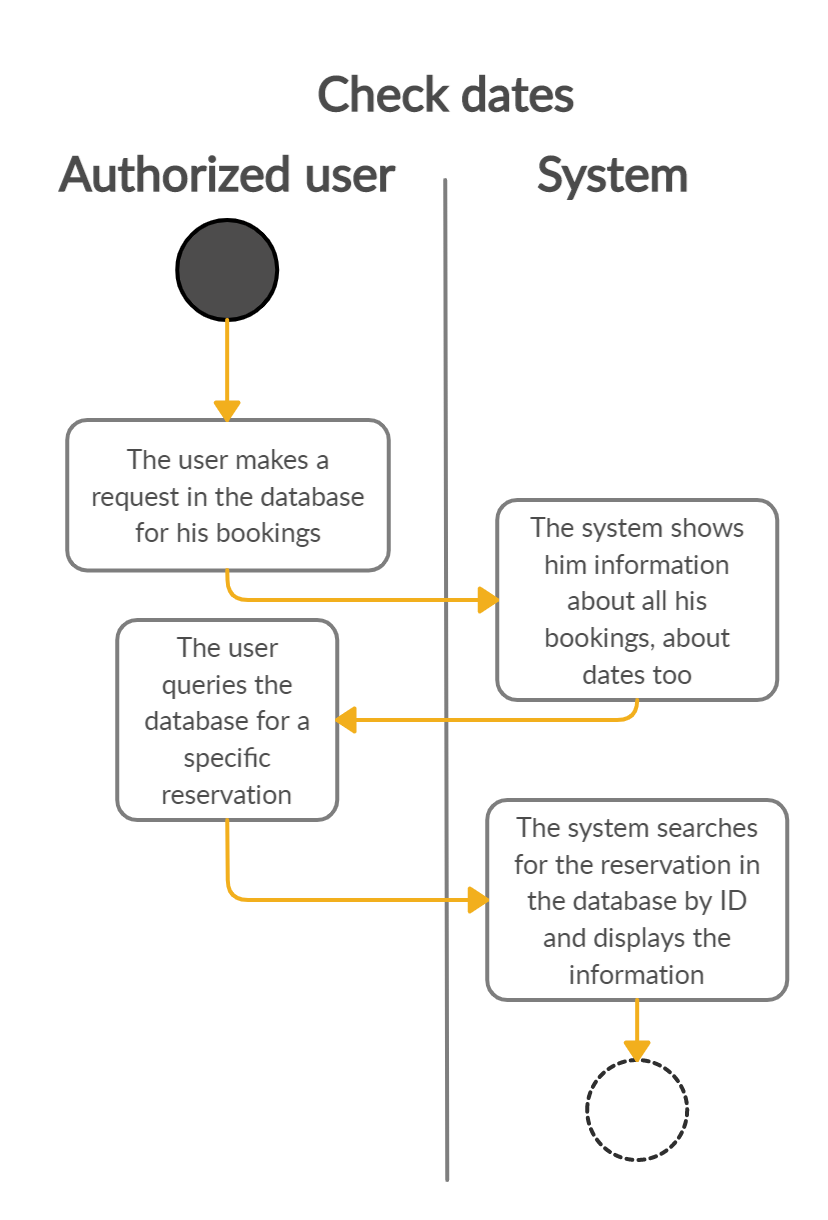 Check dates
Authorized user
System
The user makes a
request in the database
for his bookings
The system shows
him information
about all his
bookings, about
dates too
The user
queries the
database for a
specific
reservation
The system searches
for the reservation in
the database by ID
and displays the
information